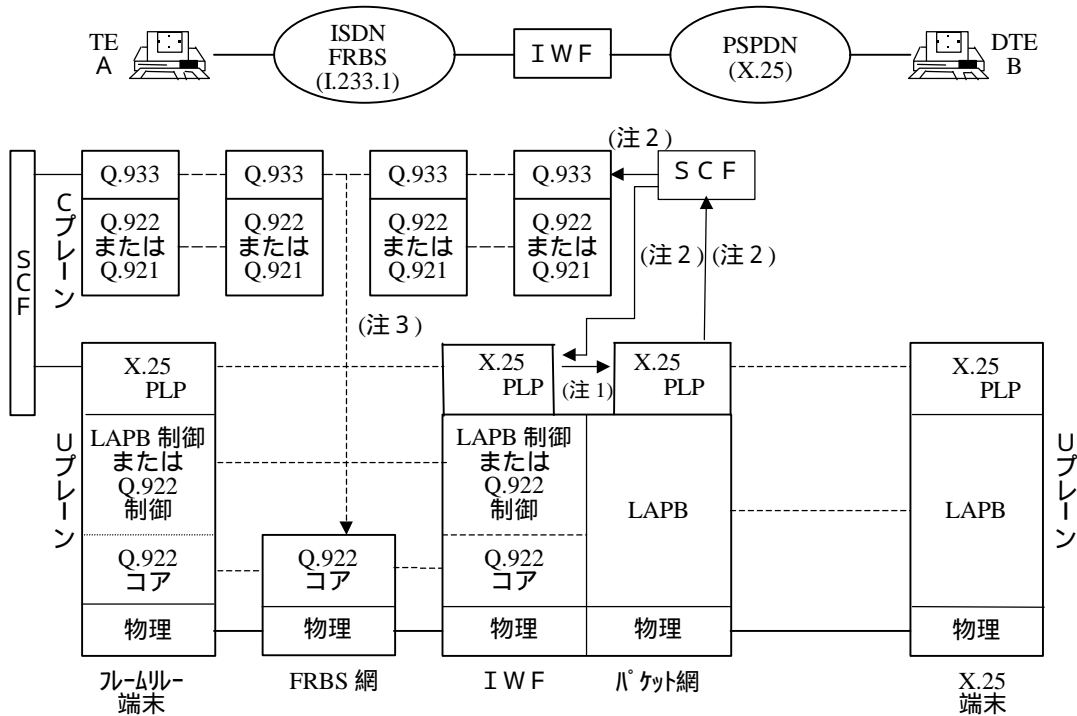 TE
A
ISDN
FRBS
(I.233.1)
ＩＷＦ
PSPDN
(X.25)
DTE
B
SCF
Cプレーン
Q.933
Q.922
または
Q.921
Q.933
Q.922
または
Q.921
Q.933
Q.922
または
Q.921
Q.933
Q.922
または
Q.921
(注２)
ＳＣＦ
(注２)
(注２)
(注３)
Uプレーン
X.25
PLP
LAPB 制御
または
Q.922
制御
Q.922
コア
物理
Q.922
コア
物理
X.25
PLP
(注 1)
X.25
PLP
LAPB 制御
または
Q.922
制御
Q.922
コア
LAPB
物理
物理
X.25
PLP
LAPB
物理
Uプレーン
フレームリレー
端末
FRBS 網
ＩＷＦ
パケット網
X.25
端末